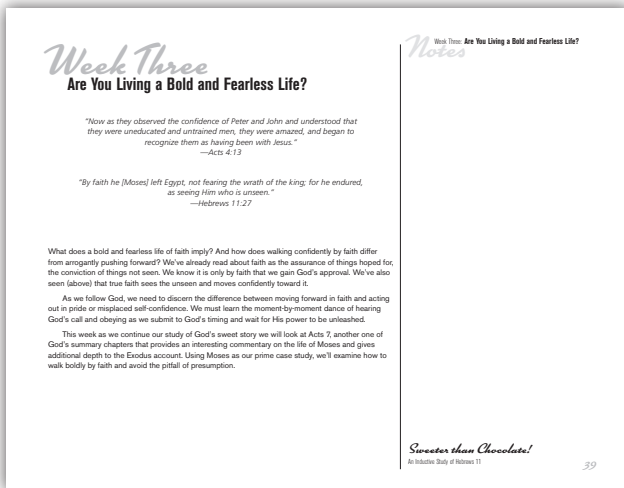 Week Three
Are You Living a Bold and Fearless Life?
“Now as they observed the confidence of Peter and John and understood that
they were uneducated and untrained men, they were amazed, and began to
recognize them as having been with Jesus.”
—Acts 4:13
“By faith he [Moses] left Egypt, not fearing the wrath of the king; for he endured,
as seeing Him who is unseen.”
—Hebrews 11:27
What does a bold and fearless life of faith imply? And how does walking confidently by faith differ
from arrogantly pushing forward? We’ve already read about faith as the assurance of things hoped for,
the conviction of things not seen. We know it is only by faith that we gain God’s approval. We’ve also
seen (above) that true faith sees the unseen and moves confidently toward it.
As we follow God, we need to discern the difference between moving forward in faith and acting
out in pride or misplaced self-confidence. We must learn the moment-by-moment dance of hearing
God’s call and obeying as we submit to God’s timing and wait for His power to be unleashed.
This week as we continue our study of God’s sweet story we will look at Acts 7, another one of
God’s summary chapters that provides an interesting commentary on the life of Moses and gives
additional depth to the Exodus account. Using Moses as our prime case study, we’ll examine how to
walk boldly by faith and avoid the pitfall of presumption.
Week Three: Are You Living a Bold and Fearless Life?
Notes
Sweeter than Chocolate!
An Inductive Study of Hebrews 11
39